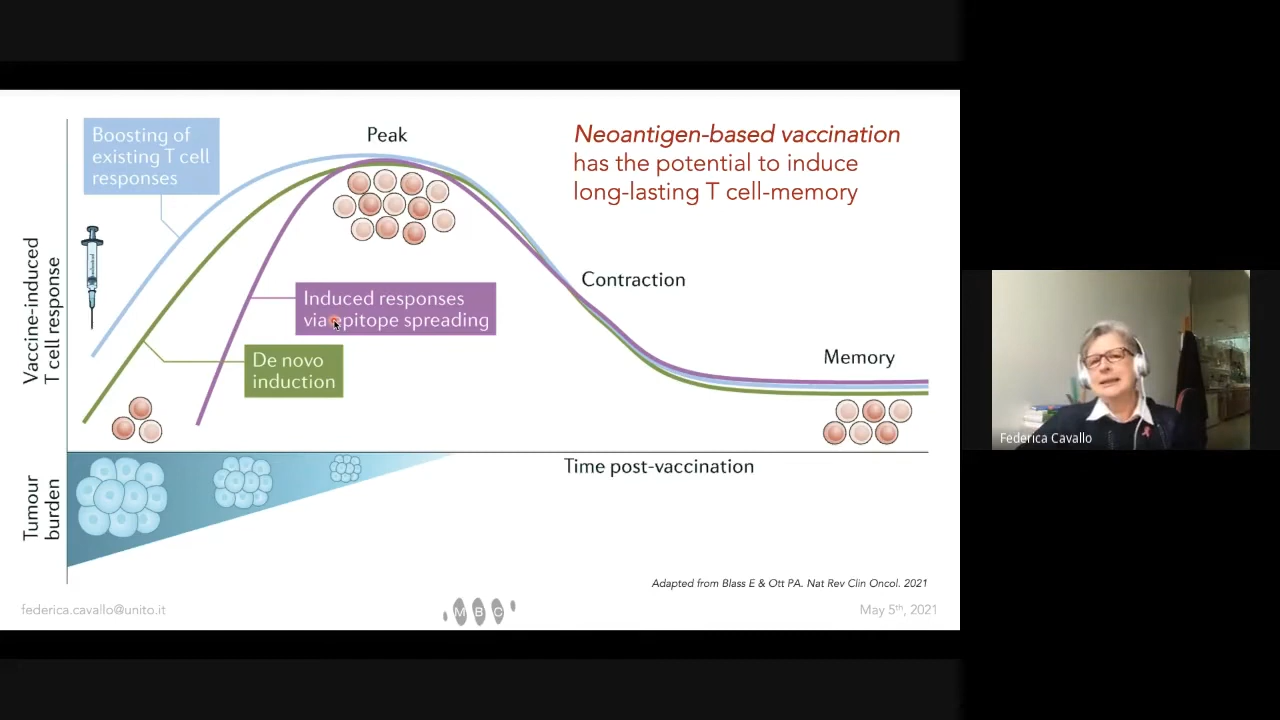 Boosting of
existing T cell
responses
Peak
Neoantigen-based vaccination
has the potential to induce
long-lasting T cell-memory
Vaccine-induced
T cell response
Contraction
Induced responses
via epitope spreading
De novo
induction
Memory
Time post-vaccination
Tumour
burden
Adapted from Blass E & Ott PA. Nat Rev Clin Oncol. 2021
federica.cavallo@unito.it
MBC
May 5th, 2021
Federica Cavallo